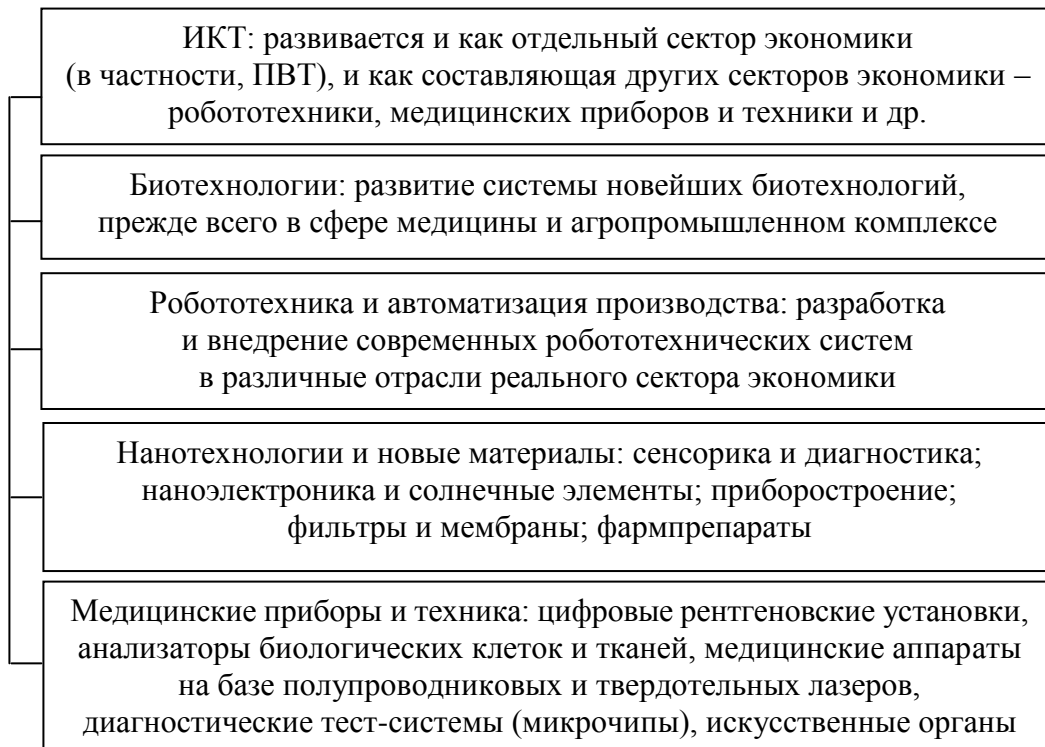 ИКТ: развивается и как отдельный сектор экономики
(в частности, ПВТ), и как составляющая других секторов экономики –
робототехники, медицинских приборов и техники и др.
Биотехнологии: развитие системы новейших биотехнологий,
прежде всего в сфере медицины и агропромышленном комплексе
Робототехника и автоматизация производства: разработка
и внедрение современных робототехнических систем
в различные отрасли реального сектора экономики
Нанотехнологии и новые материалы: сенсорика и диагностика;
наноэлектроника и солнечные элементы; приборостроение;
фильтры и мембраны; фармпрепараты
Медицинские приборы и техника: цифровые рентгеновские установки,
анализаторы биологических клеток и тканей, медицинские аппараты
на базе полупроводниковых и твердотельных лазеров,
диагностические тест-системы (микрочипы), искусственные органы